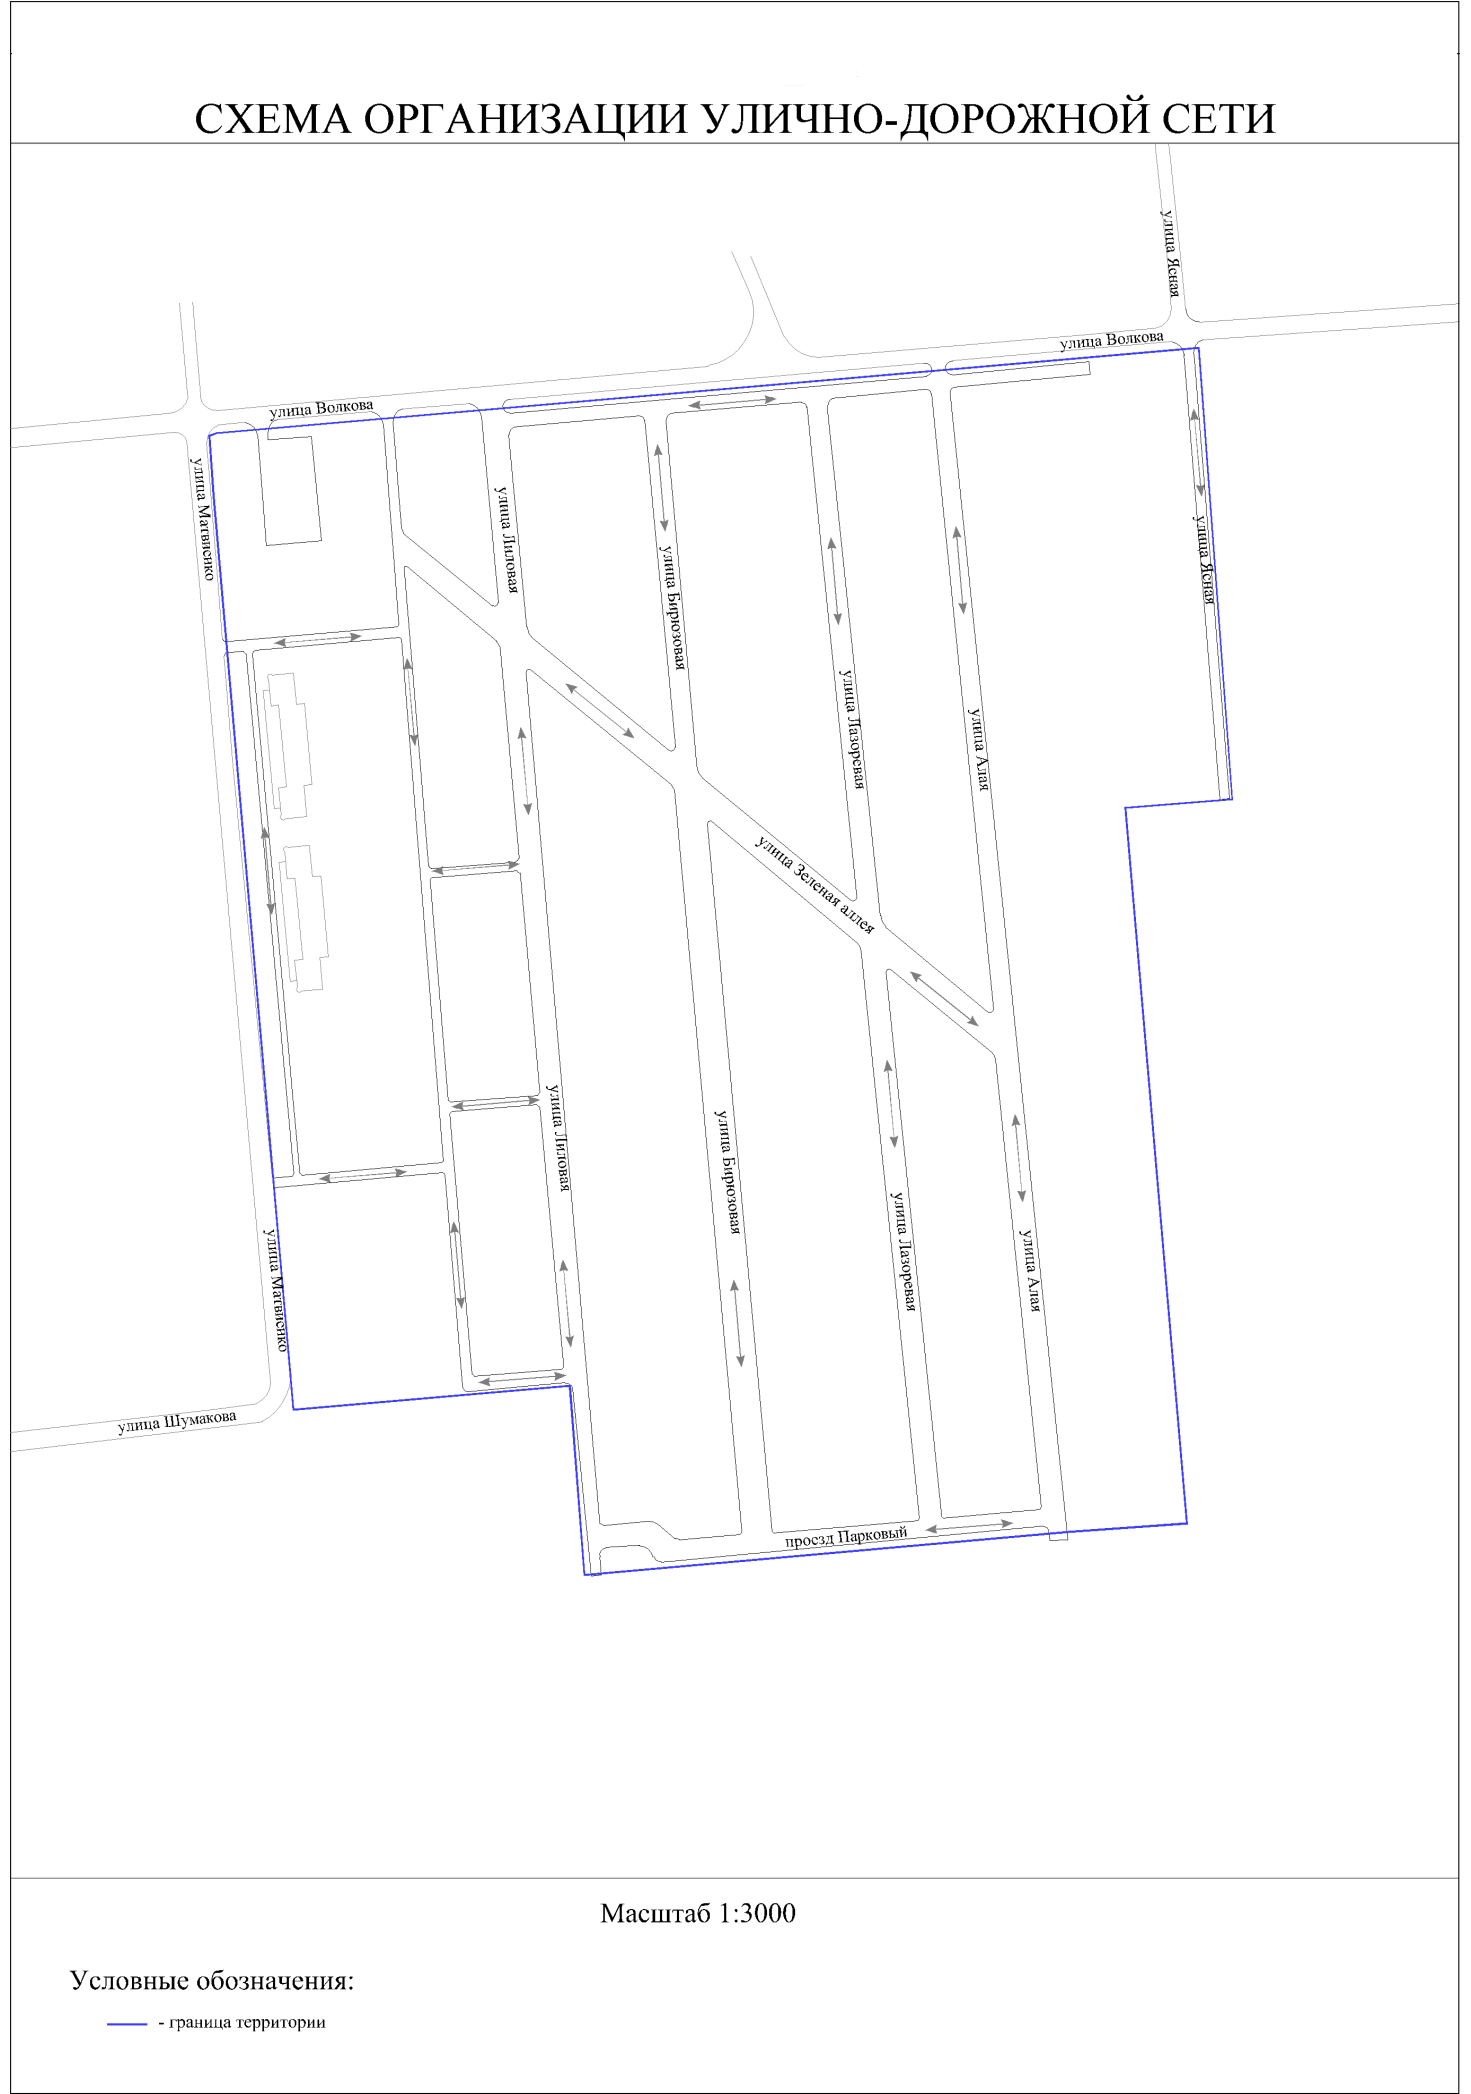 СХЕМА ОРГАНИЗАЦИИ УЛИЧНО-ДОРОЖНОЙ СЕТИ
улица Ясная
улица Волкова
улица Волкова
улица Матвиенко
улица Лиловая
улица Бирюзовая
улица Ясная
улица Лазоревая
улица Алая
улица Зеленая аллея
улица Лиловая
улица Бирюзовая
улица Лазоревая
улица Алая
улица Матвиенко
улица Шумакова
проезд Парковый
Масштаб 1:3000
Условные обозначения:
- граница территории